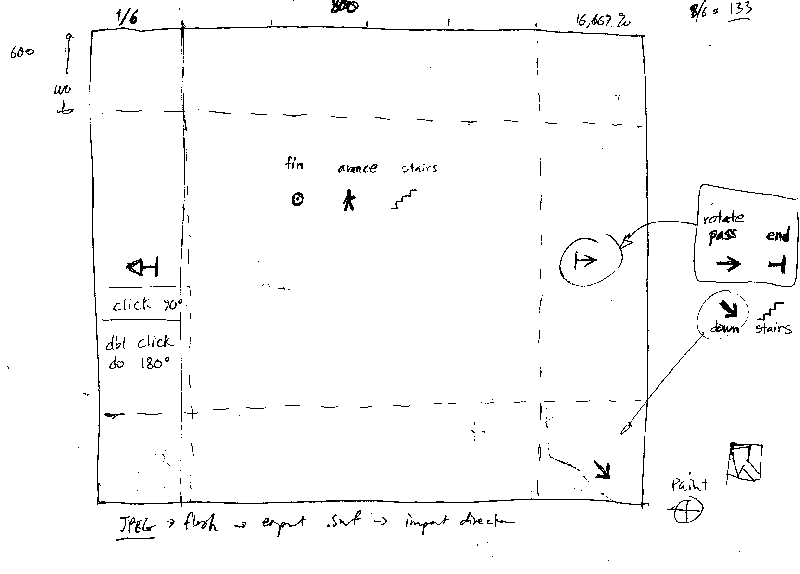 1/6
800
16,667 %
8/6 = 133
600
100
fin avance stairs
rotate
pass end
click 90°
down stairs
dbl click
do 180°
Paint
JPEG → flash → export .swf → import director